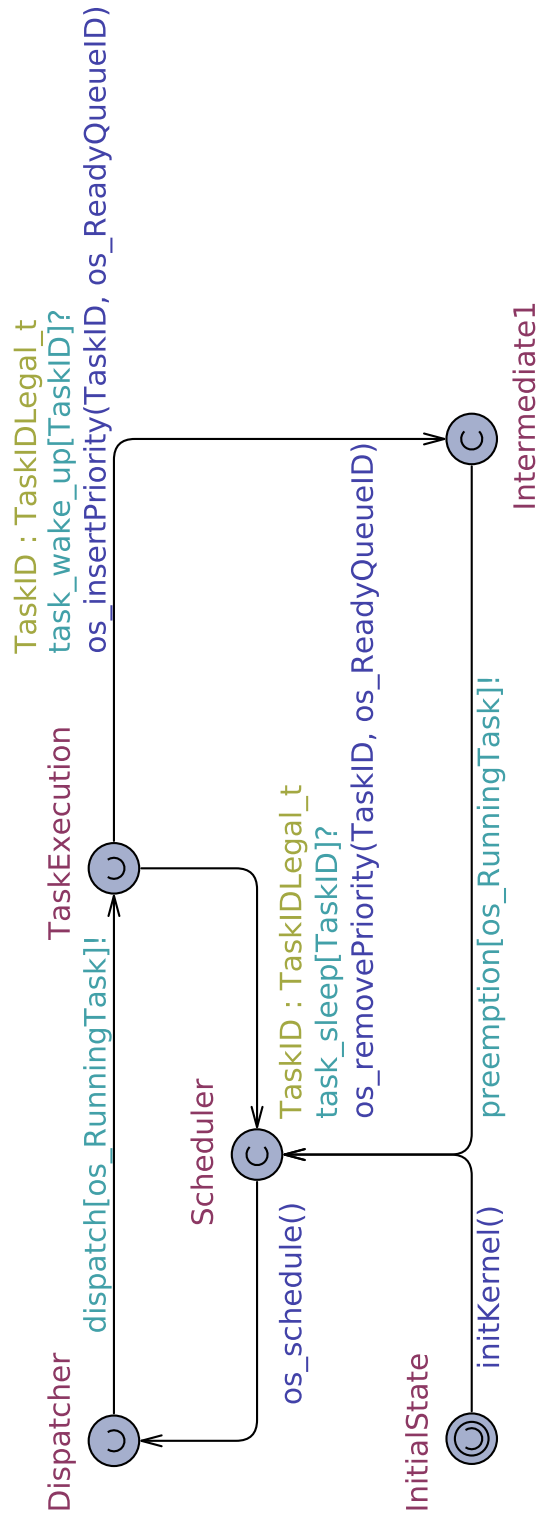 TaskID : TaskIDLegal_t
task_wake_up[TaskID]?
os_insertPriority(TaskID, os_ReadyQueueID)
Dispatcher
dispatch[os_RunningTask]!
TaskExecution
Scheduler
os_schedule()
TaskID : TaskIDLegal_t
task_sleep[TaskID]?
os_removePriority(TaskID, os_ReadyQueueID)
InitialState
initKernel()
preemption[os_RunningTask]!
Intermediate1
U
U
C
U
C